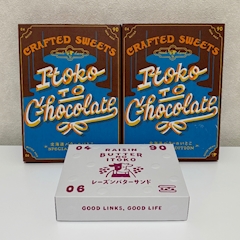 CRAFTED SWEETS
Itoko
TO
Chocolate
CRAFTED SWEETS
Itoko
TO
Chocolate
04
RAISIN
BUTTER
ITOKO
90
レーズンバターサンド
06
GOOD LINKS, GOOD LIFE